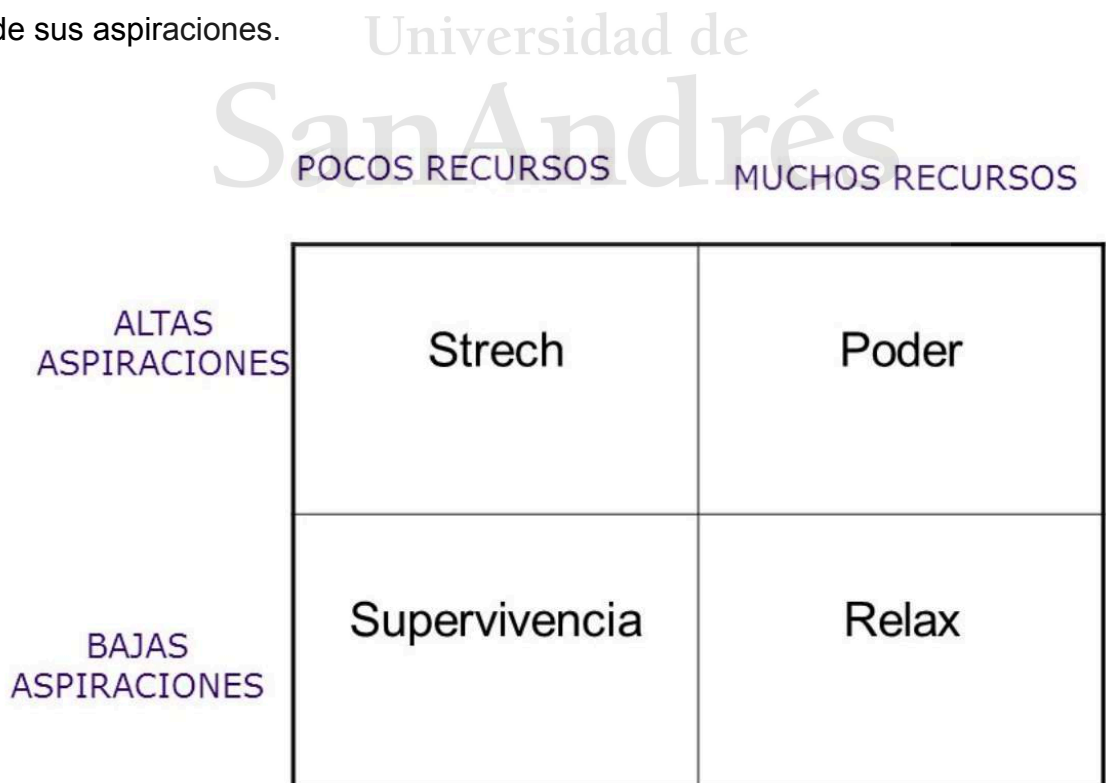 de sus aspiraciones.
Universidad de
SanAndrés
POCOS RECURSOS
MUCHOS RECURSOS
ALTAS
ASPIRACIONES
Strech
Poder
Supervivencia
Relax
BAJAS
ASPIRACIONES